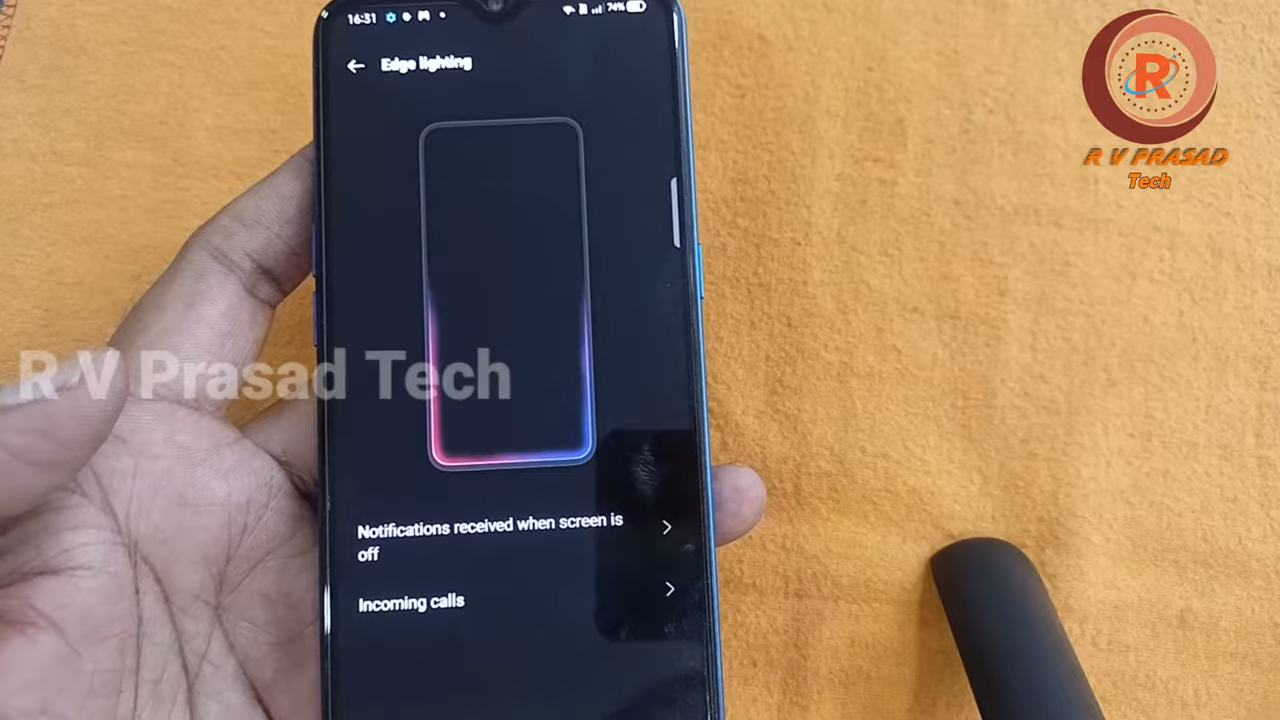 16:31
74%
Edge lighting
R
R V PRASAD
Tech
R V Prasad Tech
Notifications received when screen is
off
Incoming calls